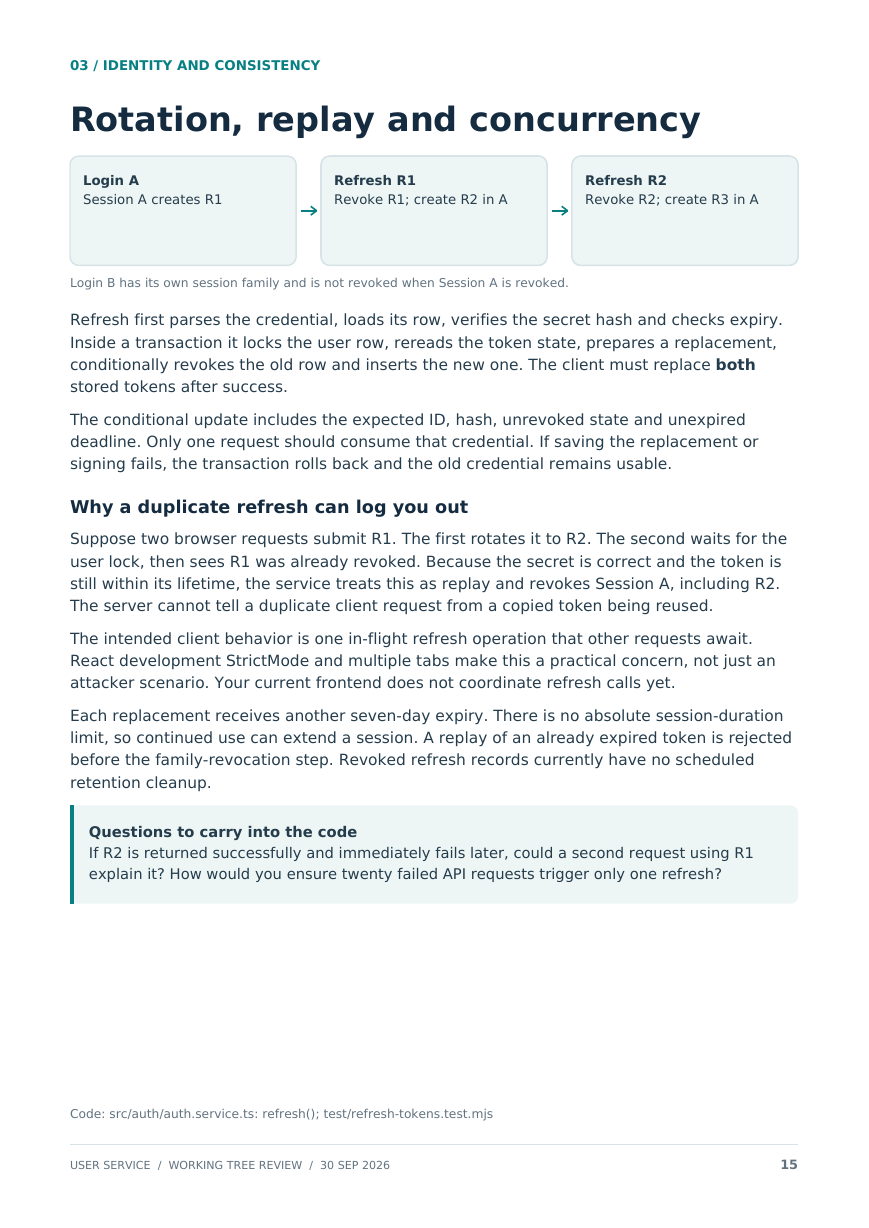 03 / IDENTITY AND CONSISTENCY
Rotation, replay and concurrency
Login A
Session A creates R1
Refresh R1
Revoke R1; create R2 in A
Refresh R2
Revoke R2; create R3 in A
Login B has its own session family and is not revoked when Session A is revoked.
Refresh first parses the credential, loads its row, verifies the secret hash and checks expiry.
Inside a transaction it locks the user row, rereads the token state, prepares a replacement,
conditionally revokes the old row and inserts the new one. The client must replace both
stored tokens after success.
The conditional update includes the expected ID, hash, unrevoked state and unexpired
deadline. Only one request should consume that credential. If saving the replacement or
signing fails, the transaction rolls back and the old credential remains usable.
Why a duplicate refresh can log you out
Suppose two browser requests submit R1. The first rotates it to R2. The second waits for the
user lock, then sees R1 was already revoked. Because the secret is correct and the token is
still within its lifetime, the service treats this as replay and revokes Session A, including R2.
The server cannot tell a duplicate client request from a copied token being reused.
The intended client behavior is one in-flight refresh operation that other requests await.
React development StrictMode and multiple tabs make this a practical concern, not just an
attacker scenario. Your current frontend does not coordinate refresh calls yet.
Each replacement receives another seven-day expiry. There is no absolute session-duration
limit, so continued use can extend a session. A replay of an already expired token is rejected
before the family-revocation step. Revoked refresh records currently have no scheduled
retention cleanup.
Questions to carry into the code
If R2 is returned successfully and immediately fails later, could a second request using R1
explain it? How would you ensure twenty failed API requests trigger only one refresh?
Code: src/auth/auth.service.ts: refresh(); test/refresh-tokens.test.mjs
USER SERVICE / WORKING TREE REVIEW / 30 SEP 2026
15